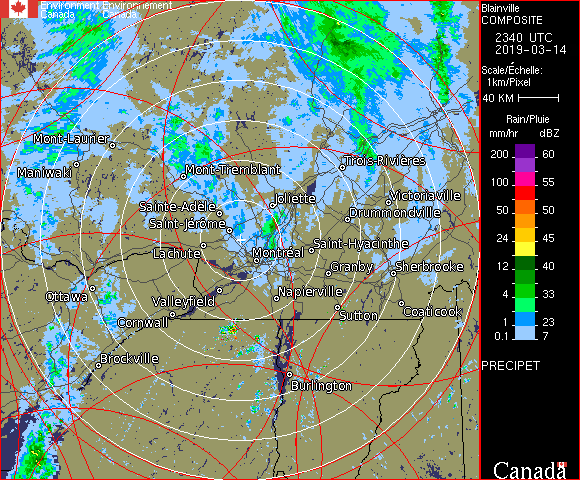 Environment Environnement
Canada Canada
Blainville
COMPOSITE
2340 UTC
2019-03-14
Scale/Échelle:
1km/Pixel
40 KM
Rain/Pluie
mm/hr dBZ
200 60
100 55
50 50
24 45
12 40
4 33
1 23
0.1 7
PRECIPET
Canada
Mont-Laurier
Maniwaki
Mont-Tremblant
Trois-Rivières
Sainte-Adèle
Joliette
Victoriaville
Drummondville
Saint-Jérôme
Lachute
Montréal
Saint-Hyacinthe
Granby
Sherbrooke
Ottawa
Valleyfield
Napierville
Cornwall
Sutton
Coaticook
Brockville
Burlington